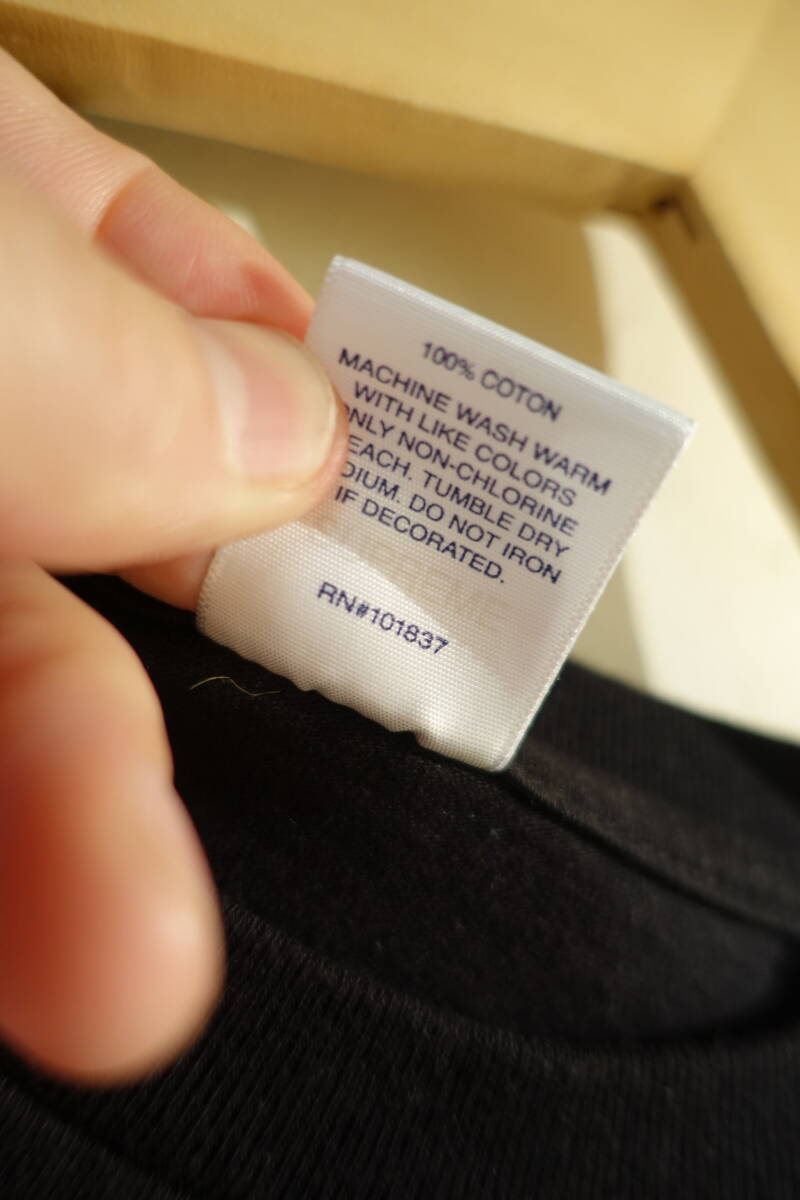 100% COTON
MACHINE WASH WARM
WITH LIKE COLORS
NLY NON-CHLORINE
EACH. TUMBLE DRY
DIUM. DO NOT IRON
IF DECORATED.
RN#101837